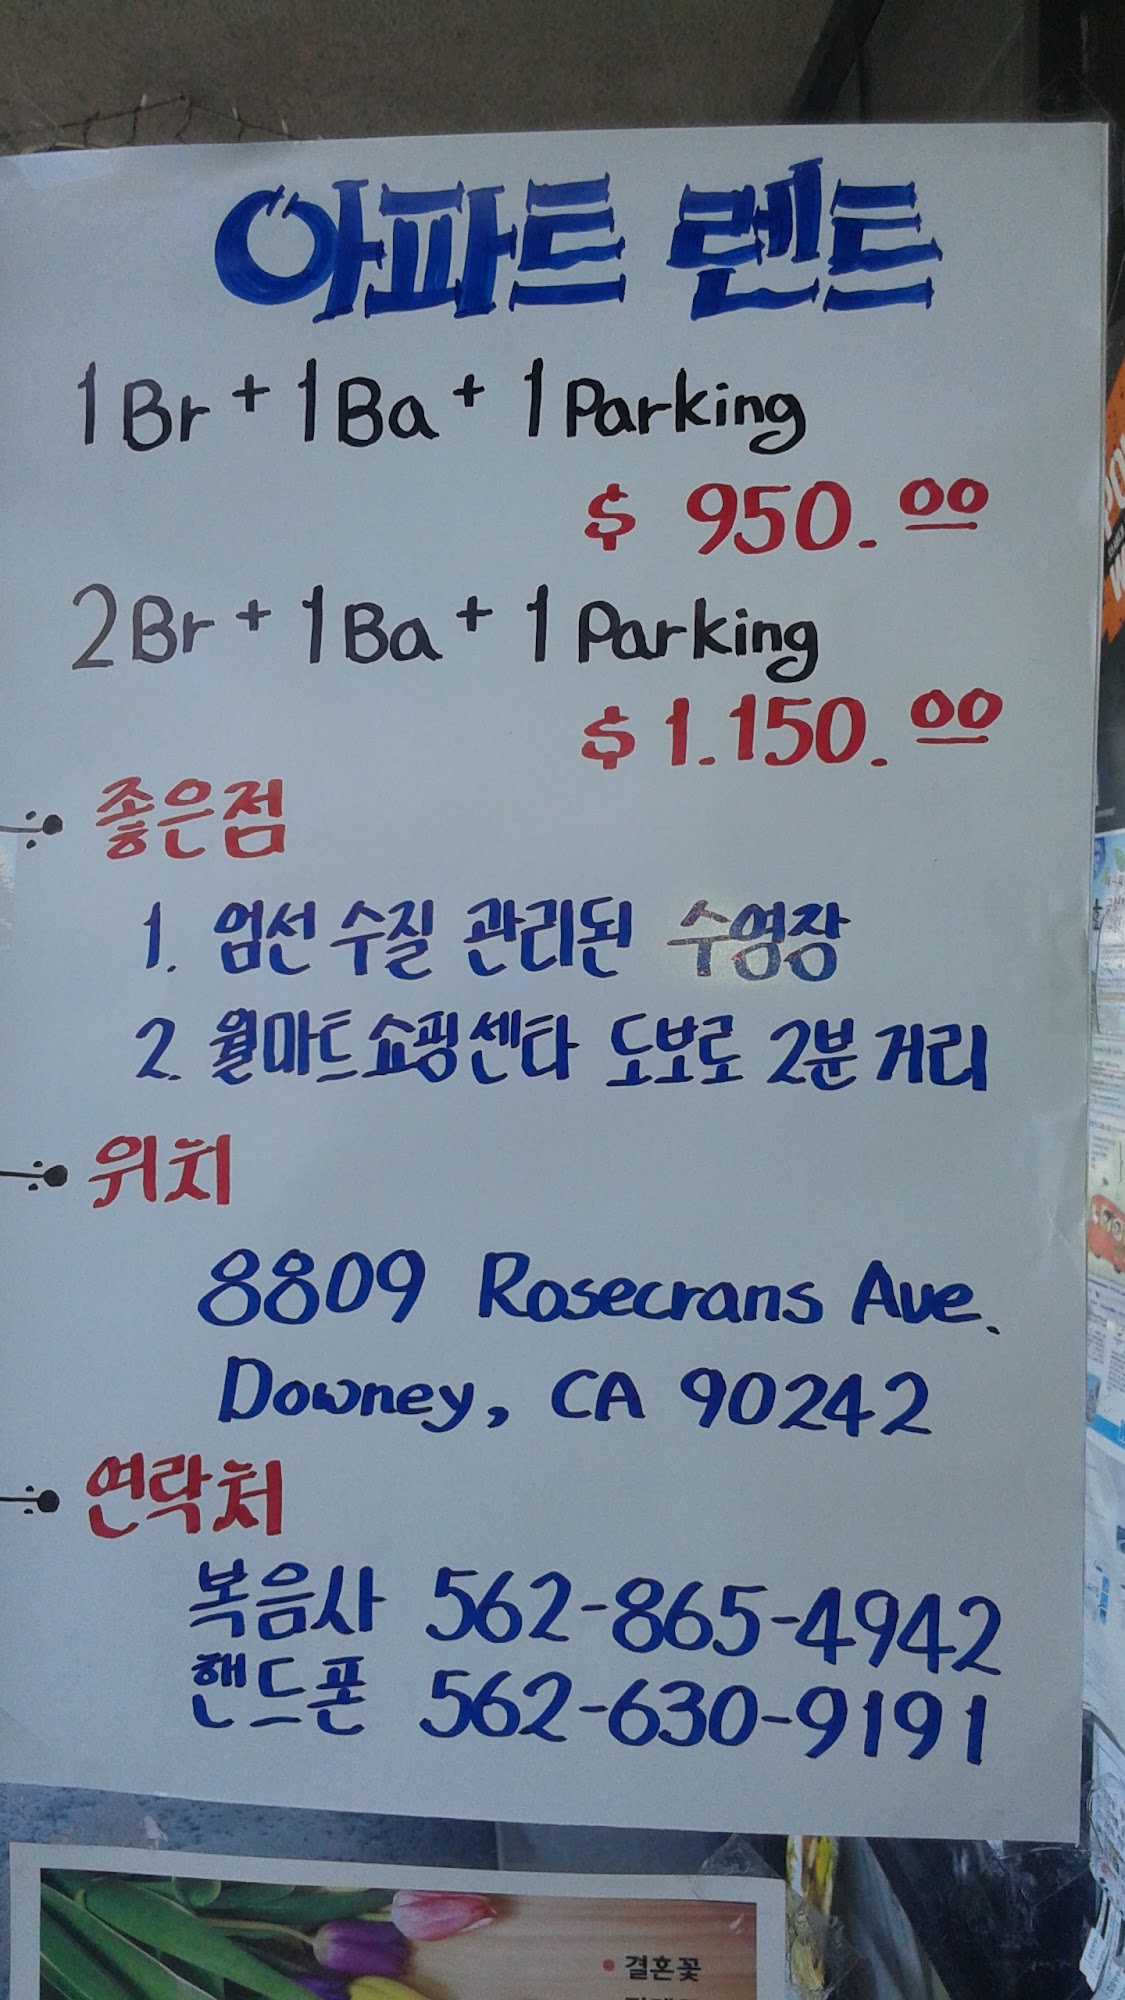 아파트 렌트
1Br + 1Ba + 1 Parking
$ 950.00
2Br + 1Ba + 1 Parking
$ 1.150.00
좋은점
1. 엄선 수질 관리된 수영장
2. 월마트 쇼핑센타 도보로 2분 거리
위치
8809 Rosecrans Ave.
Downey, CA 90242
연락처
복음사 562-865-4942
핸드폰 562-630-9191
• 결혼꽃